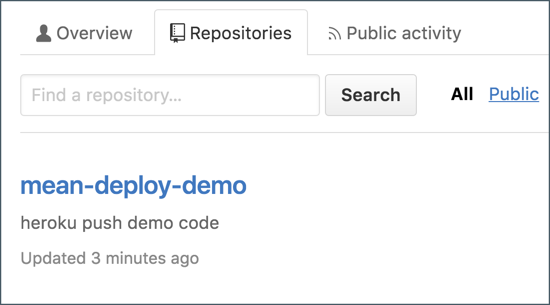 Overview Repositories Public activity
Find a repository... Search All Public
mean-deploy-demo
heroku push demo code
Updated 3 minutes ago